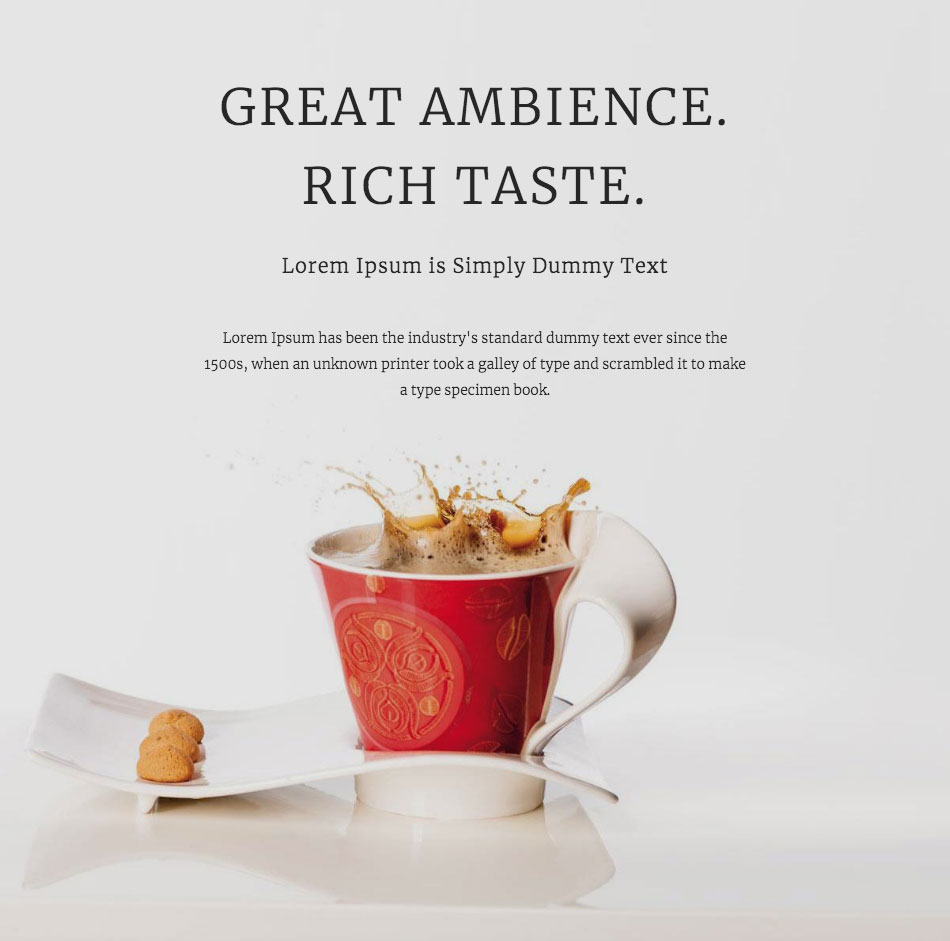 GREAT AMBIENCE.
RICH TASTE.
Lorem Ipsum is Simply Dummy Text
Lorem Ipsum has been the industry's standard dummy text ever since the
1500s, when an unknown printer took a galley of type and scrambled it to make
a type specimen book.